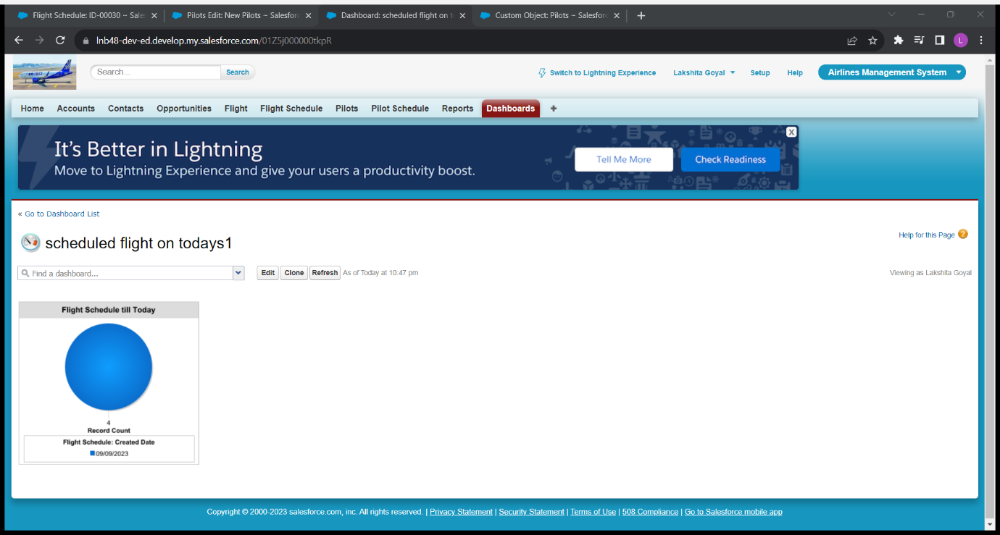 Flight Schedule: ID-00030 ~ Sale
Pilots Edit: New Pilots ~ Salesforc
Dashboard: scheduled flight on t
Custom Object: Pilots ~ Salesforc
lnb48-dev-ed.develop.my.salesforce.com/01Z5j000000tkpR
L
Search...
Search
Switch to Lightning Experience
Lakshita Goyal
Setup
Help
Airlines Management System
Home
Accounts
Contacts
Opportunities
Flight
Flight Schedule
Pilots
Pilot Schedule
Reports
Dashboards
It's Better in Lightning
Move to Lightning Experience and give your users a productivity boost.
Tell Me More
Check Readiness
X
« Go to Dashboard List
scheduled flight on todays1
Help for this Page ?
Find a dashboard...
Edit
Clone
Refresh
As of Today at 10:47 pm
Viewing as Lakshita Goyal
Flight Schedule till Today
4
Record Count
Flight Schedule: Created Date
09/09/2023
Copyright © 2000-2023 salesforce.com, inc. All rights reserved. | Privacy Statement | Security Statement | Terms of Use | 508 Compliance | Go to Salesforce mobile app